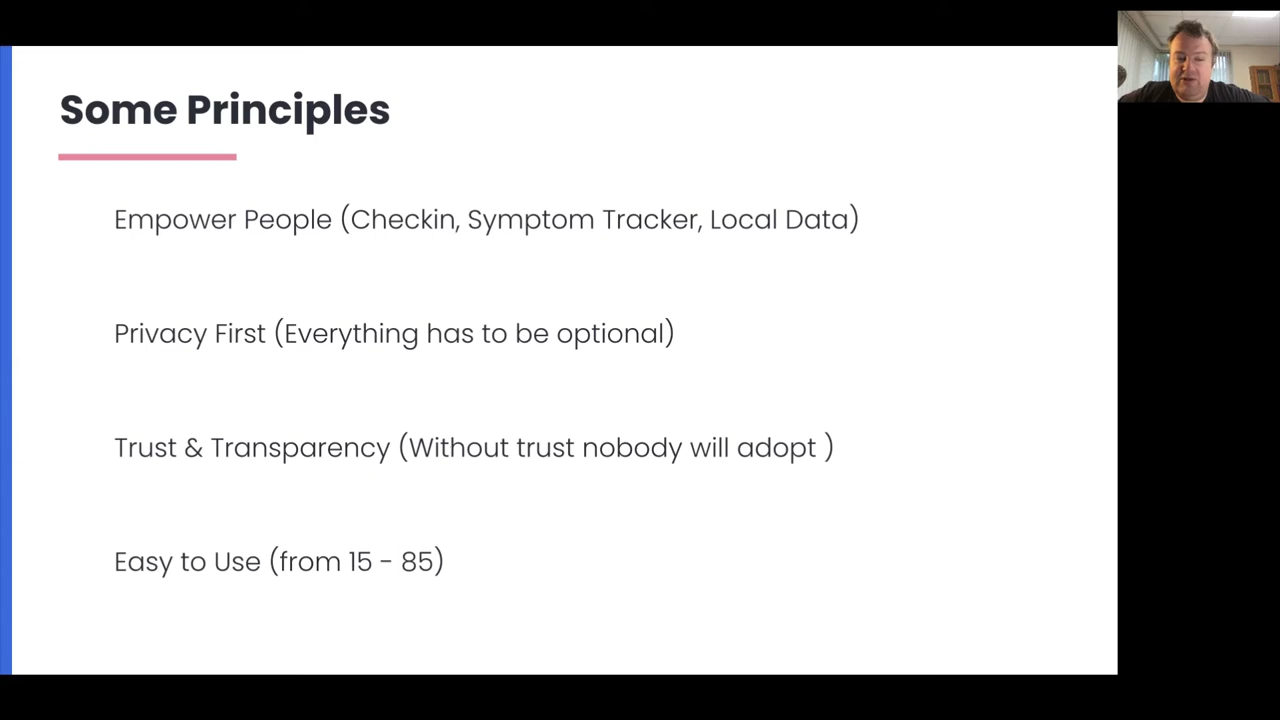 Some Principles
Empower People (Checkin, Symptom Tracker, Local Data)
Privacy First (Everything has to be optional)
Trust & Transparency (Without trust nobody will adopt )
Easy to Use (from 15 - 85)